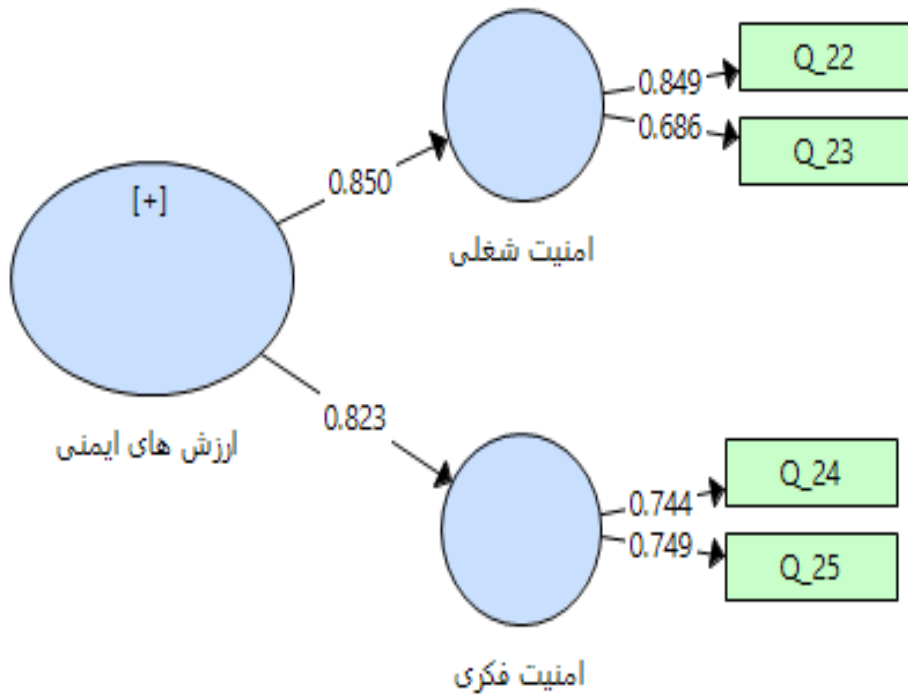 Q_22
0.849
0.686
Q_23
[+]
0.850
امنیت شغلی
0.823
ارزش های ایمنی
Q_24
0.744
0.749
Q_25
امنیت فکری